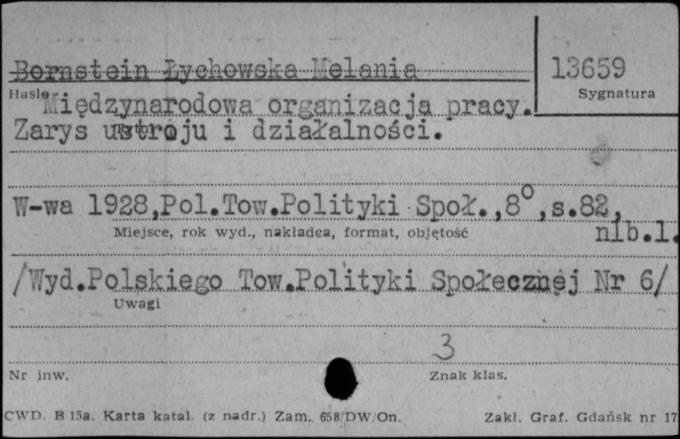 Bornstein Łychowska Melania 13659
Hasło Sygnatura
Międzynarodowa organizacja pracy.
Zarys ustroju i działalności.
W-wa 1928,Pol.Tow.Polityki Społ.,8°,s.82,
Miejsce, rok wyd., nakładca, format, objętość nlb.1.
/Wyd.Polskiego Tow.Polityki Społecznej Nr 6/
Uwagi
3
Nr inw. Znak klas.
CWD. B 15a. Karta katal. (z nadr.) Zam. 658/DW/On. Zakł. Graf. Gdańsk nr 17